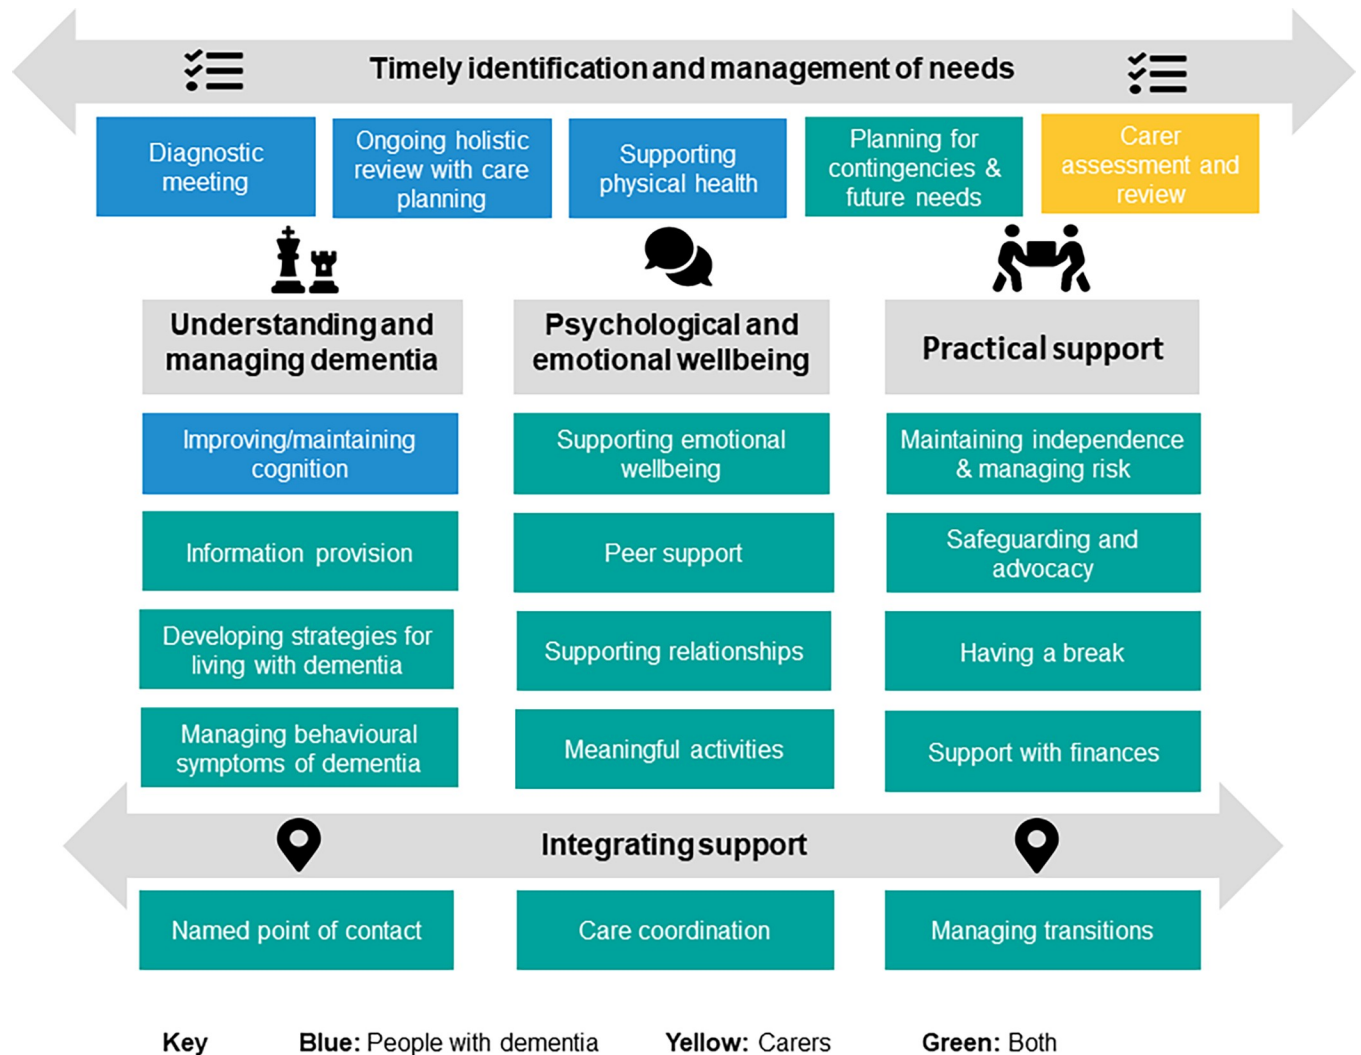 Timely identification and management of needs
Diagnostic
meeting
Ongoing holistic
review with care
planning
Supporting
physical health
Planning for
contingencies &
future needs
Carer
assessment and
review
Understanding and
managing dementia
Psychological and
emotional wellbeing
Practical support
Improving/maintaining
cognition
Information provision
Developing strategies for
living with dementia
Managing behavioural
symptoms of dementia
Supporting emotional
wellbeing
Peer support
Supporting relationships
Meaningful activities
Maintaining independence
& managing risk
Safeguarding and
advocacy
Having a break
Support with finances
Integrating support
Named point of contact
Care coordination
Managing transitions
Key Blue: People with dementia Yellow: Carers Green: Both